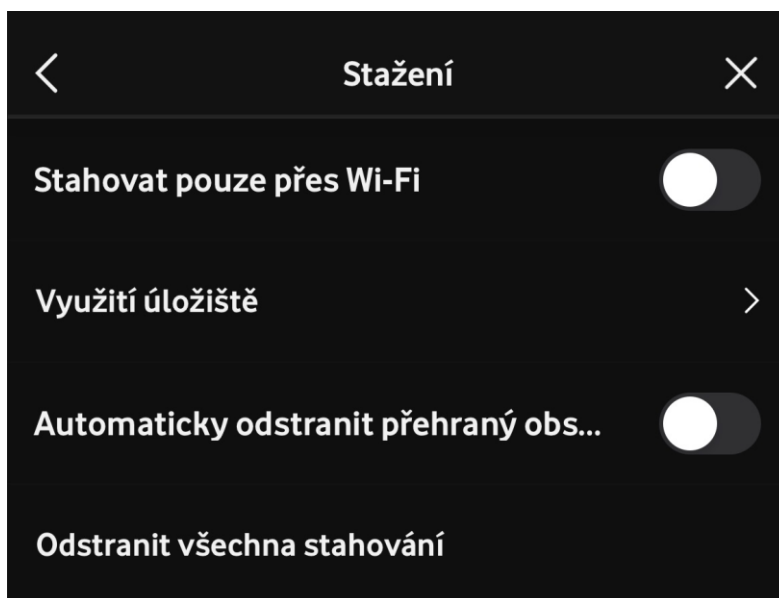 Stažení
Stahovat pouze přes Wi-Fi
Využití úložiště
Automaticky odstranit přehraný obs...
Odstranit všechna stahování